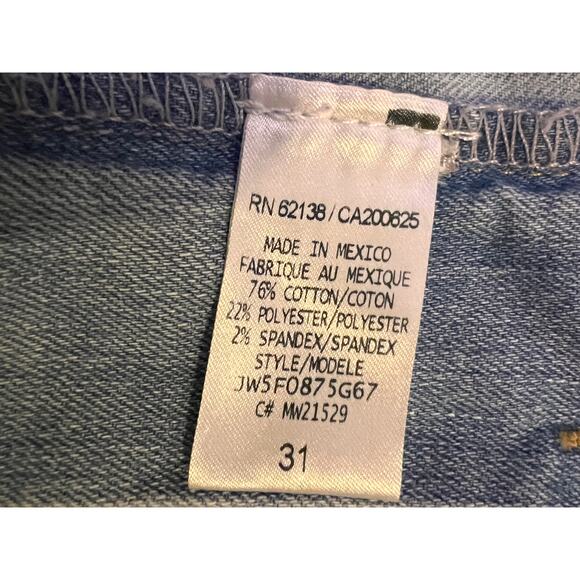 RN 62138 / CA200625
MADE IN MEXICO
FABRIQUE AU MEXIQUE
76% COTTON/COTON
22% POLYESTER/POLYESTER
2% SPANDEX/SPANDEX
STYLE/MODELE
JW5F0875G67
C# MW21529
31